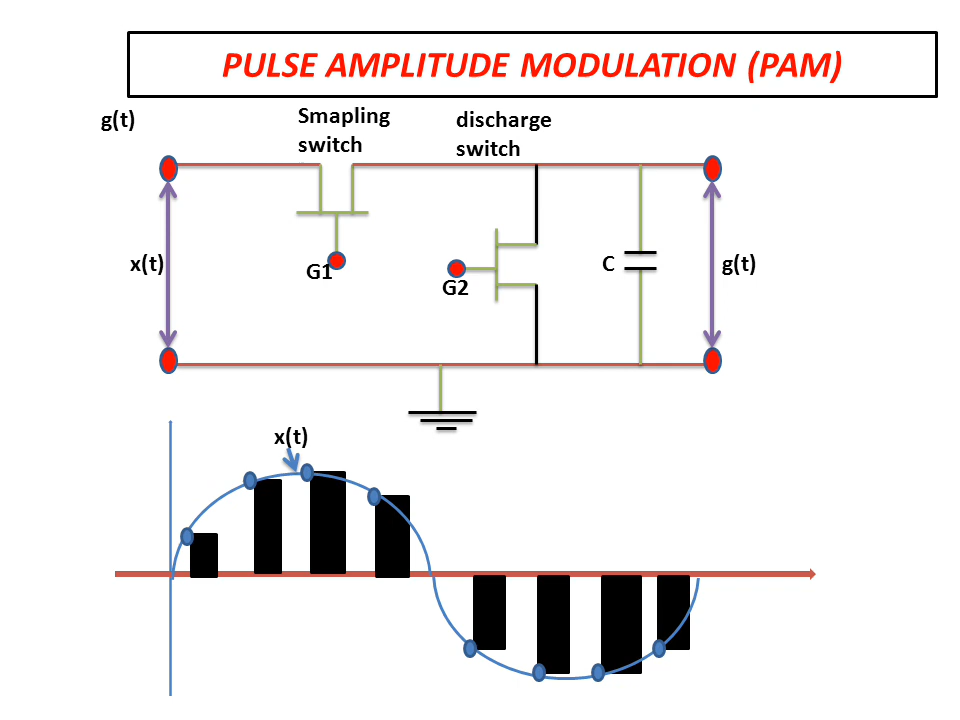 PULSE AMPLITUDE MODULATION (PAM)
g(t)
Smapling
switch
discharge
switch
x(t)
G1
G2
C
g(t)
x(t)